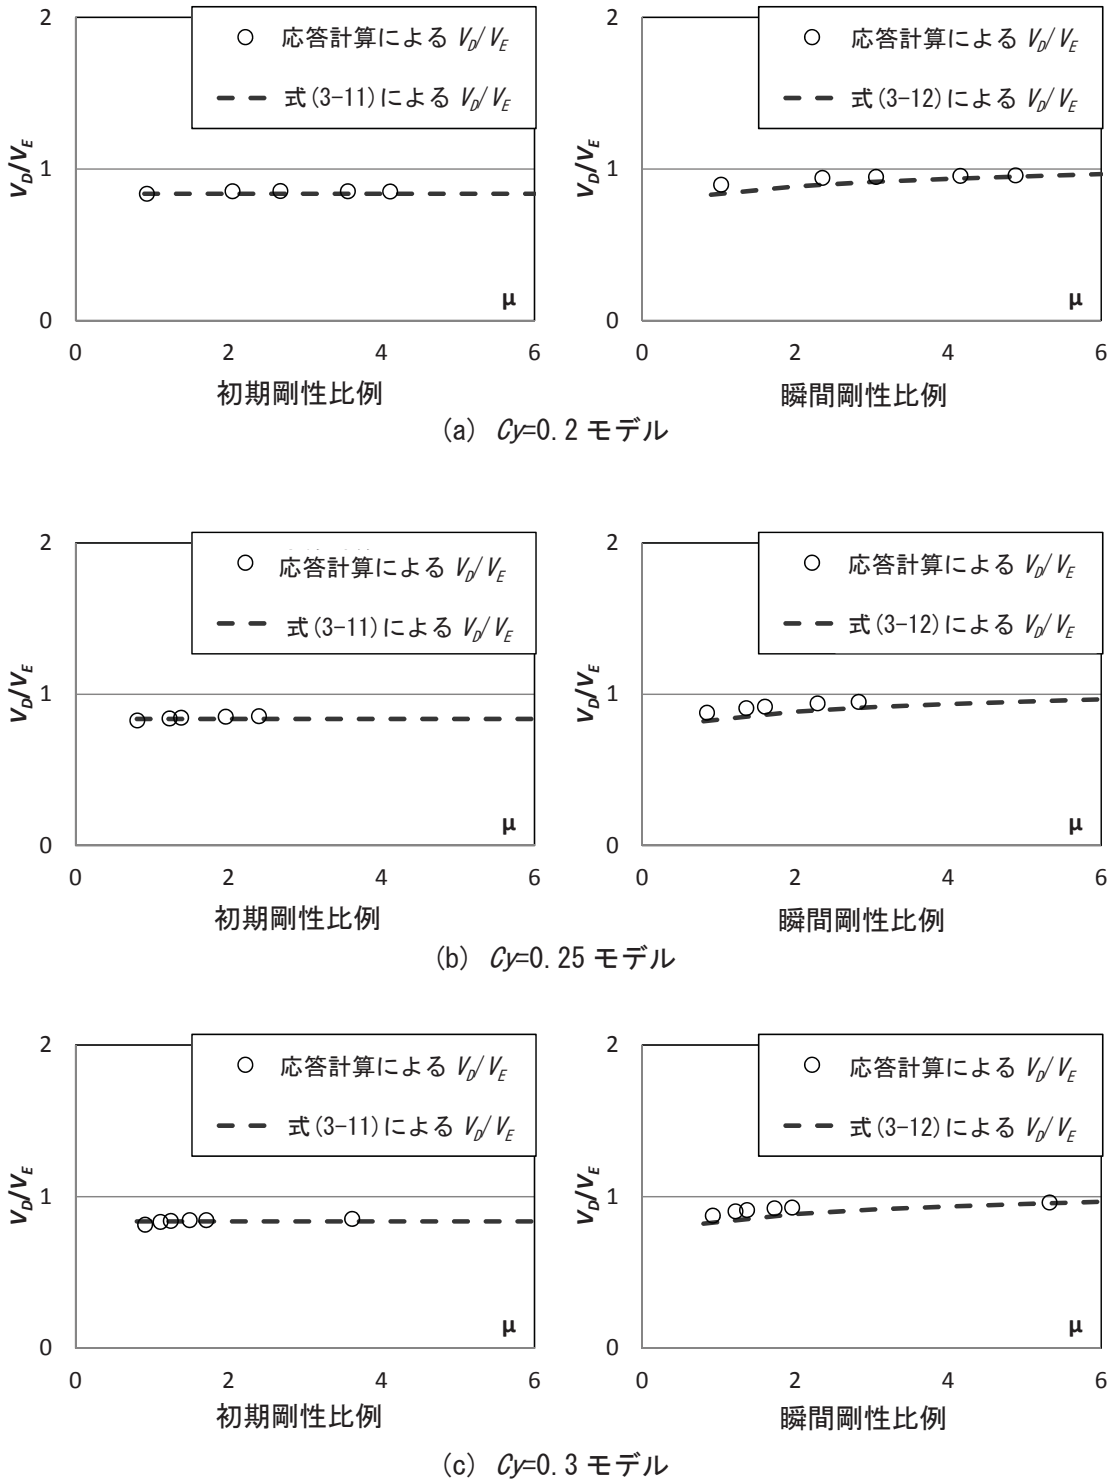 2
1
0
V_D/V_E
○ 応答計算による V_D/V_E
式(3-11)による V_D/V_E
μ
0 2 4 6
初期剛性比例
2
1
0
V_D/V_E
○ 応答計算による V_D/V_E
式(3-12)による V_D/V_E
μ
0 2 4 6
瞬間剛性比例
(a) Cy=0.2 モデル
2
1
0
V_D/V_E
○ 応答計算による V_D/V_E
式(3-11)による V_D/V_E
μ
0 2 4 6
初期剛性比例
2
1
0
V_D/V_E
○ 応答計算による V_D/V_E
式(3-12)による V_D/V_E
μ
0 2 4 6
瞬間剛性比例
(b) Cy=0.25 モデル
2
1
0
V_D/V_E
○ 応答計算による V_D/V_E
式(3-11)による V_D/V_E
μ
0 2 4 6
初期剛性比例
2
1
0
V_D/V_E
○ 応答計算による V_D/V_E
式(3-12)による V_D/V_E
μ
0 2 4 6
瞬間剛性比例
(c) Cy=0.3 モデル